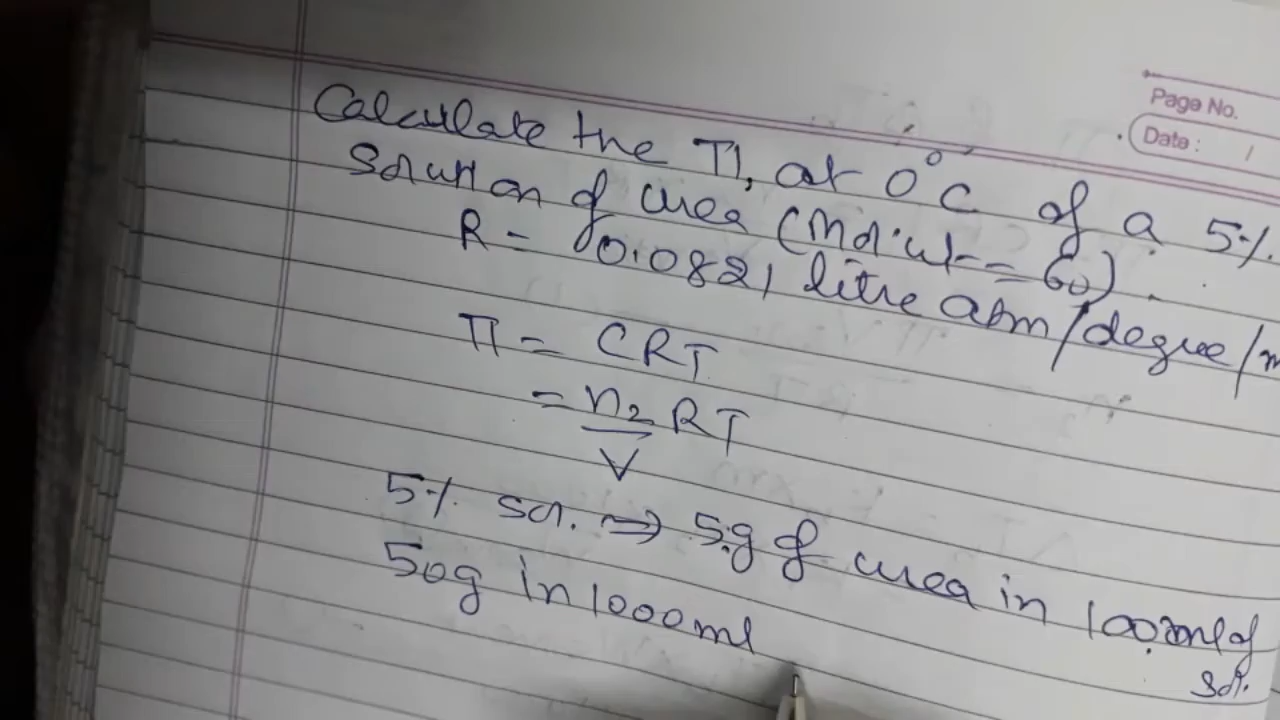 Page No.
Date :
Calculate the π, at 0°C of a 5%.
Solution of urea (Mol.wt = 60).
R = 0.0821 litre atm/degree/m
π = CRT
= n₂ RT
V
5% sol. ⇒ 5g of urea in 100ml of
sol.
50g in 1000ml